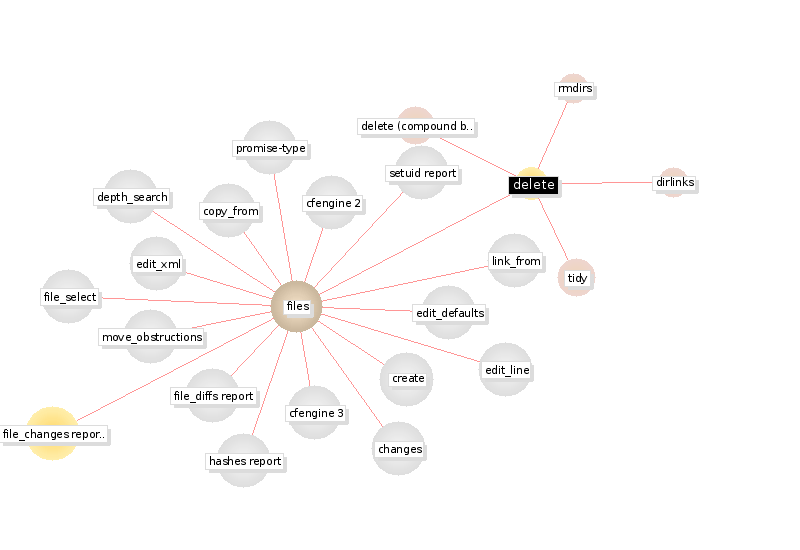 rmdirs
delete (compound b..
promise-type
setuid report
delete
dirlinks
depth_search
copy_from
cfengine 2
edit_xml
link_from
tidy
file_select
files
edit_defaults
move_obstructions
edit_line
create
file_diffs report
cfengine 3
file_changes repor..
changes
hashes report